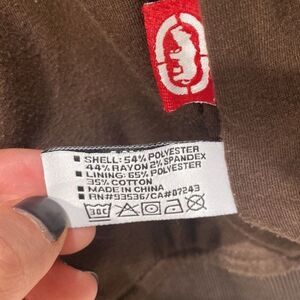 ■ SHELL: 54% POLYESTER
44% RAYON 2% SPANDEX
■ LINING: 65% POLYESTER
35% COTTON
■ MADE IN CHINA
■ RN#93536/CA#07243
30C